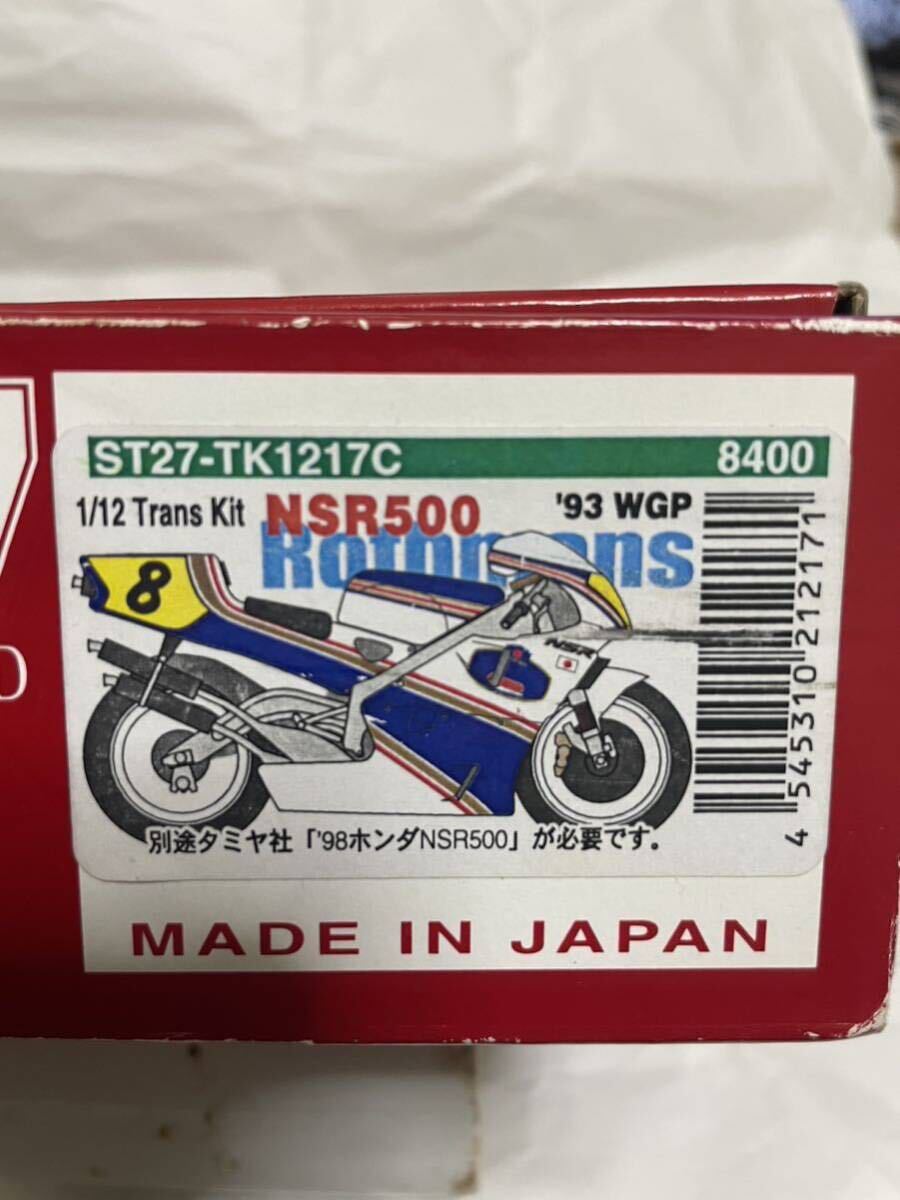 ST27-TK1217C 8400
1/12 Trans Kit NSR500 '93 WGP
Rothmans
8
NSR
別途タミヤ社「'98ホンダNSR500」が必要です。
4 545310 212171
MADE IN JAPAN